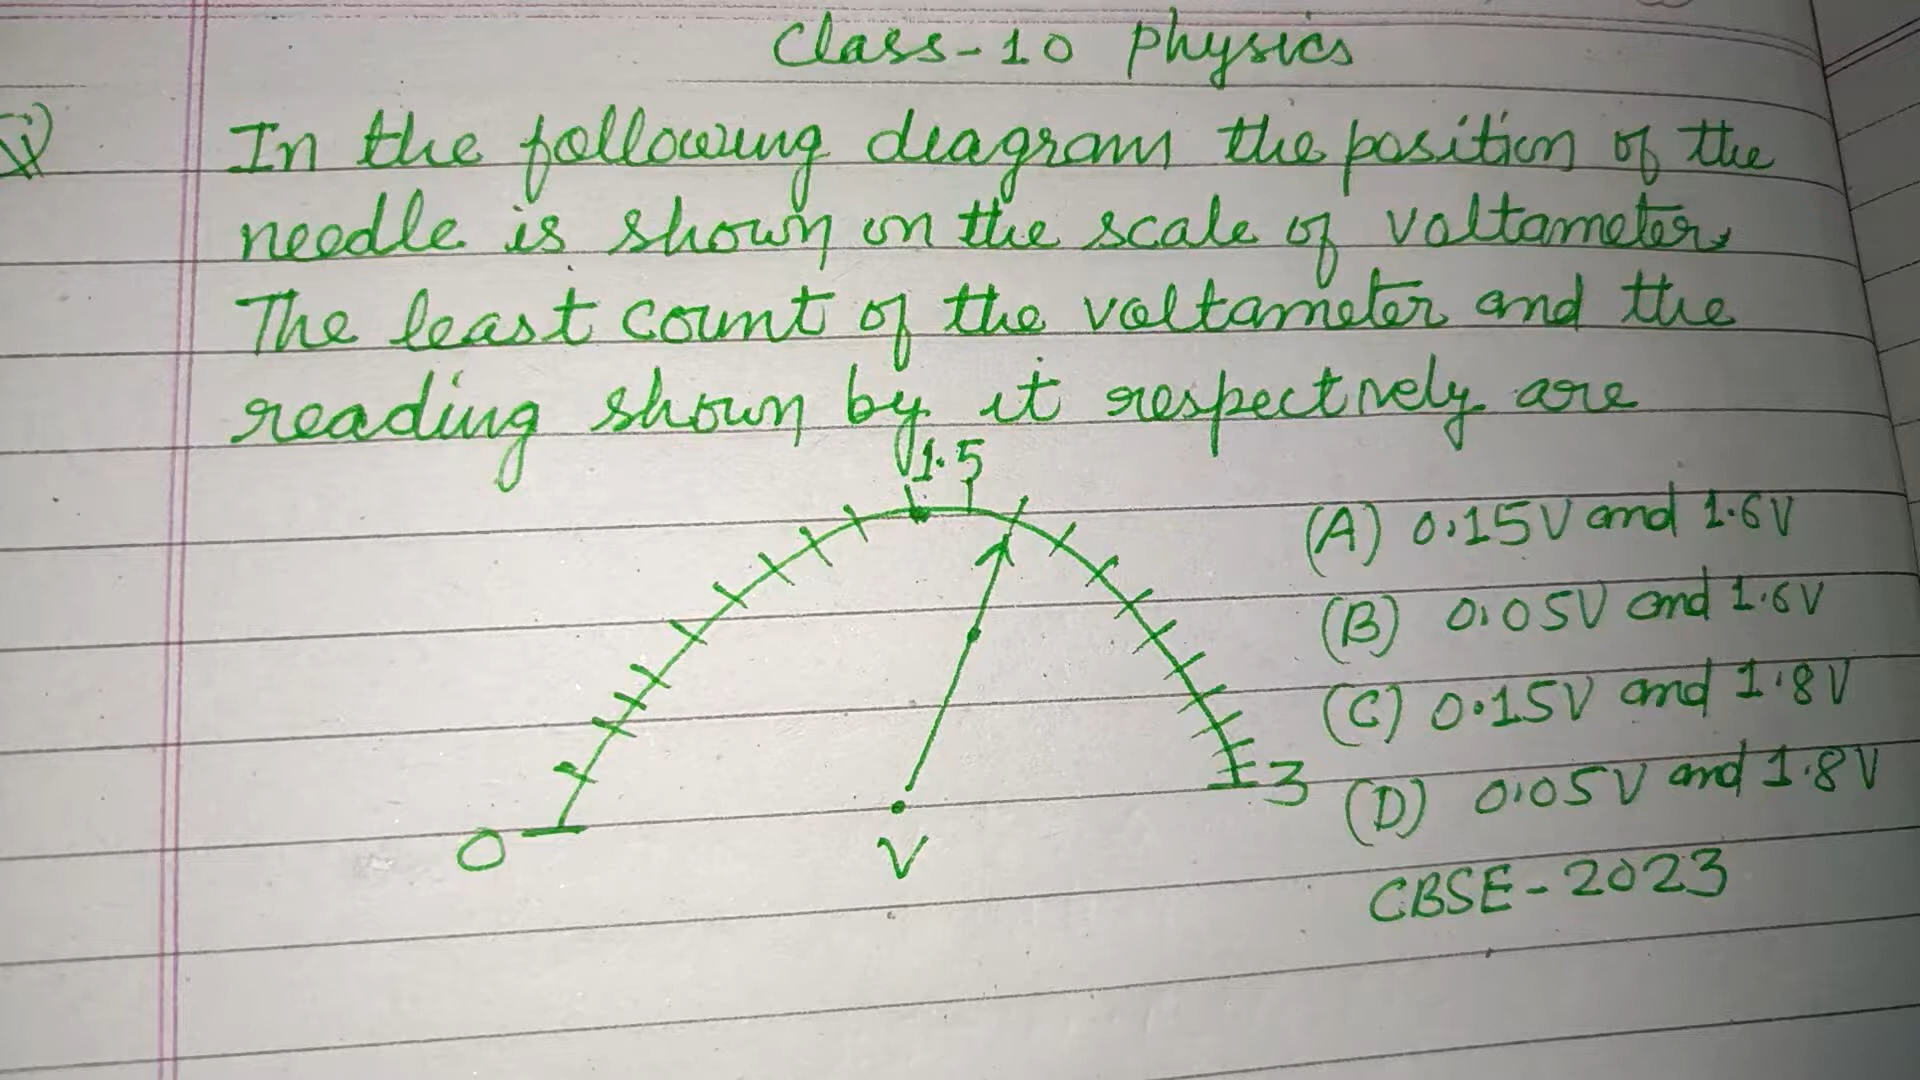 Class-10 Physics
Q) In the following diagram the position of the
needle is shown on the scale of voltameter,
The least count of the voltameter and the
reading shown by it respectively are
1.5
(A) 0.15V and 1.6V
(B) 0.05V and 1.6V
(C) 0.15V and 1.8V
0
3
(D) 0.05V and 1.8V
V
CBSE-2023